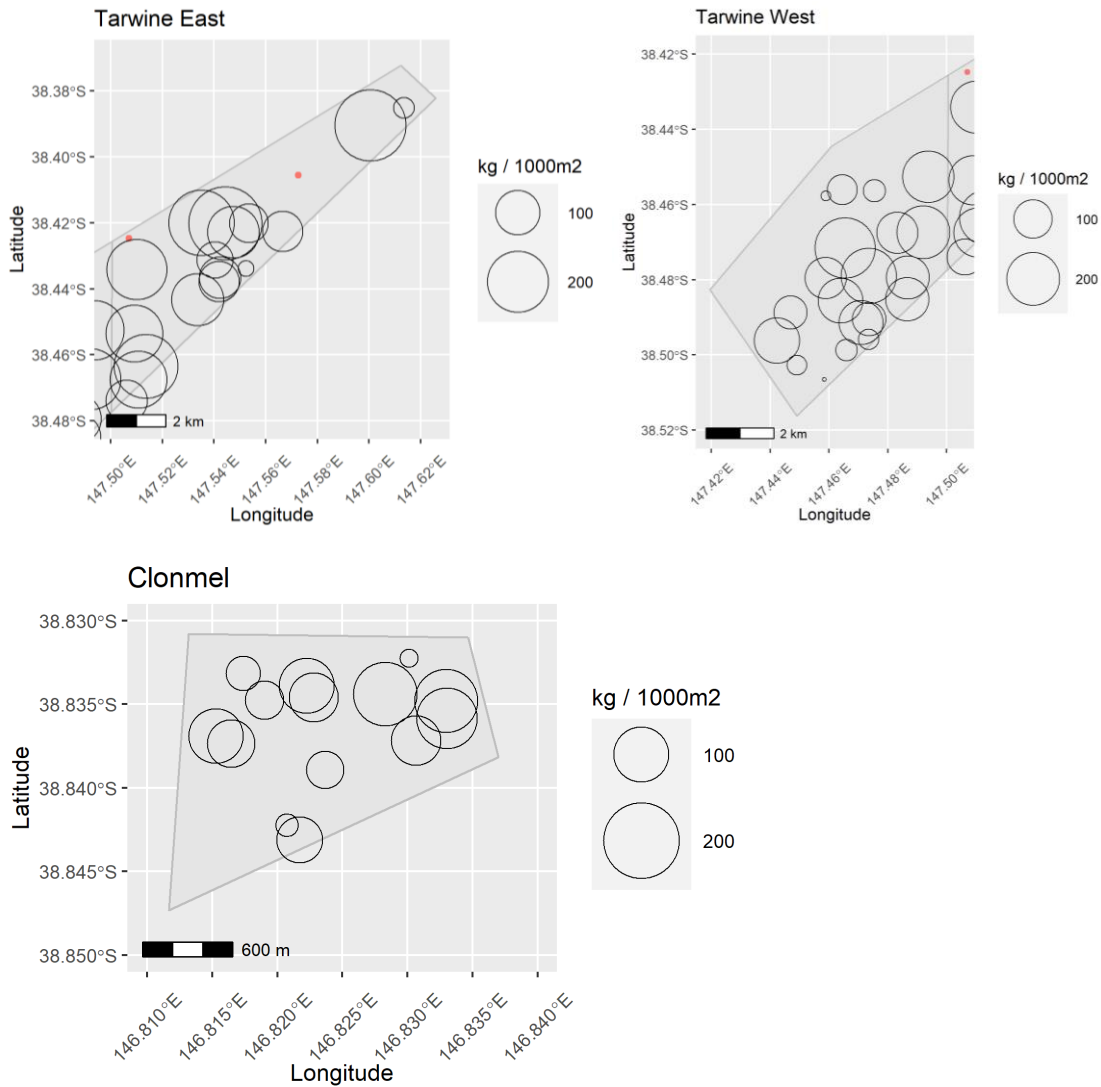 Tarwine East
38.38°S
38.40°S
38.42°S
38.44°S
38.46°S
38.48°S
Latitude
2 km
147.50°E
147.52°E
147.54°E
147.56°E
147.58°E
147.60°E
147.62°E
Longitude
kg / 1000m2
100
200
Tarwine West
38.42°S
38.44°S
38.46°S
38.48°S
38.50°S
38.52°S
Latitude
2 km
147.42°E
147.44°E
147.46°E
147.48°E
147.50°E
Longitude
kg / 1000m2
100
200
Clonmel
38.830°S
38.835°S
38.840°S
38.845°S
38.850°S
Latitude
600 m
146.810°E
146.815°E
146.820°E
146.825°E
146.830°E
146.835°E
146.840°E
Longitude
kg / 1000m2
100
200